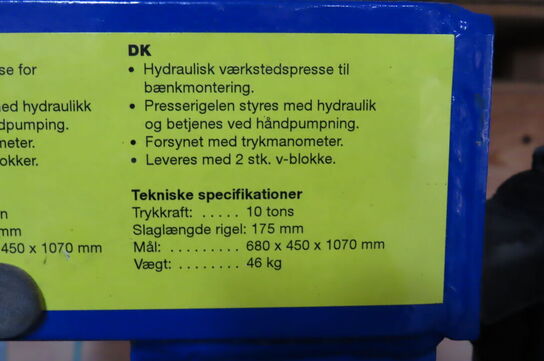 se for
ed hydraulikk
dpumping.
meter.
okker.
n
mm
450 x 1070 mm
DK
• Hydraulisk værkstedspresse til
bænkmontering.
• Presserigelen styres med hydraulik
og betjenes ved håndpumpning.
• Forsynet med trykmanometer.
• Leveres med 2 stk. v-blokke.
Tekniske specifikationer
Trykkraft: ..... 10 tons
Slaglængde rigel: 175 mm
Mål: ......... 680 x 450 x 1070 mm
Vægt: ........ 46 kg